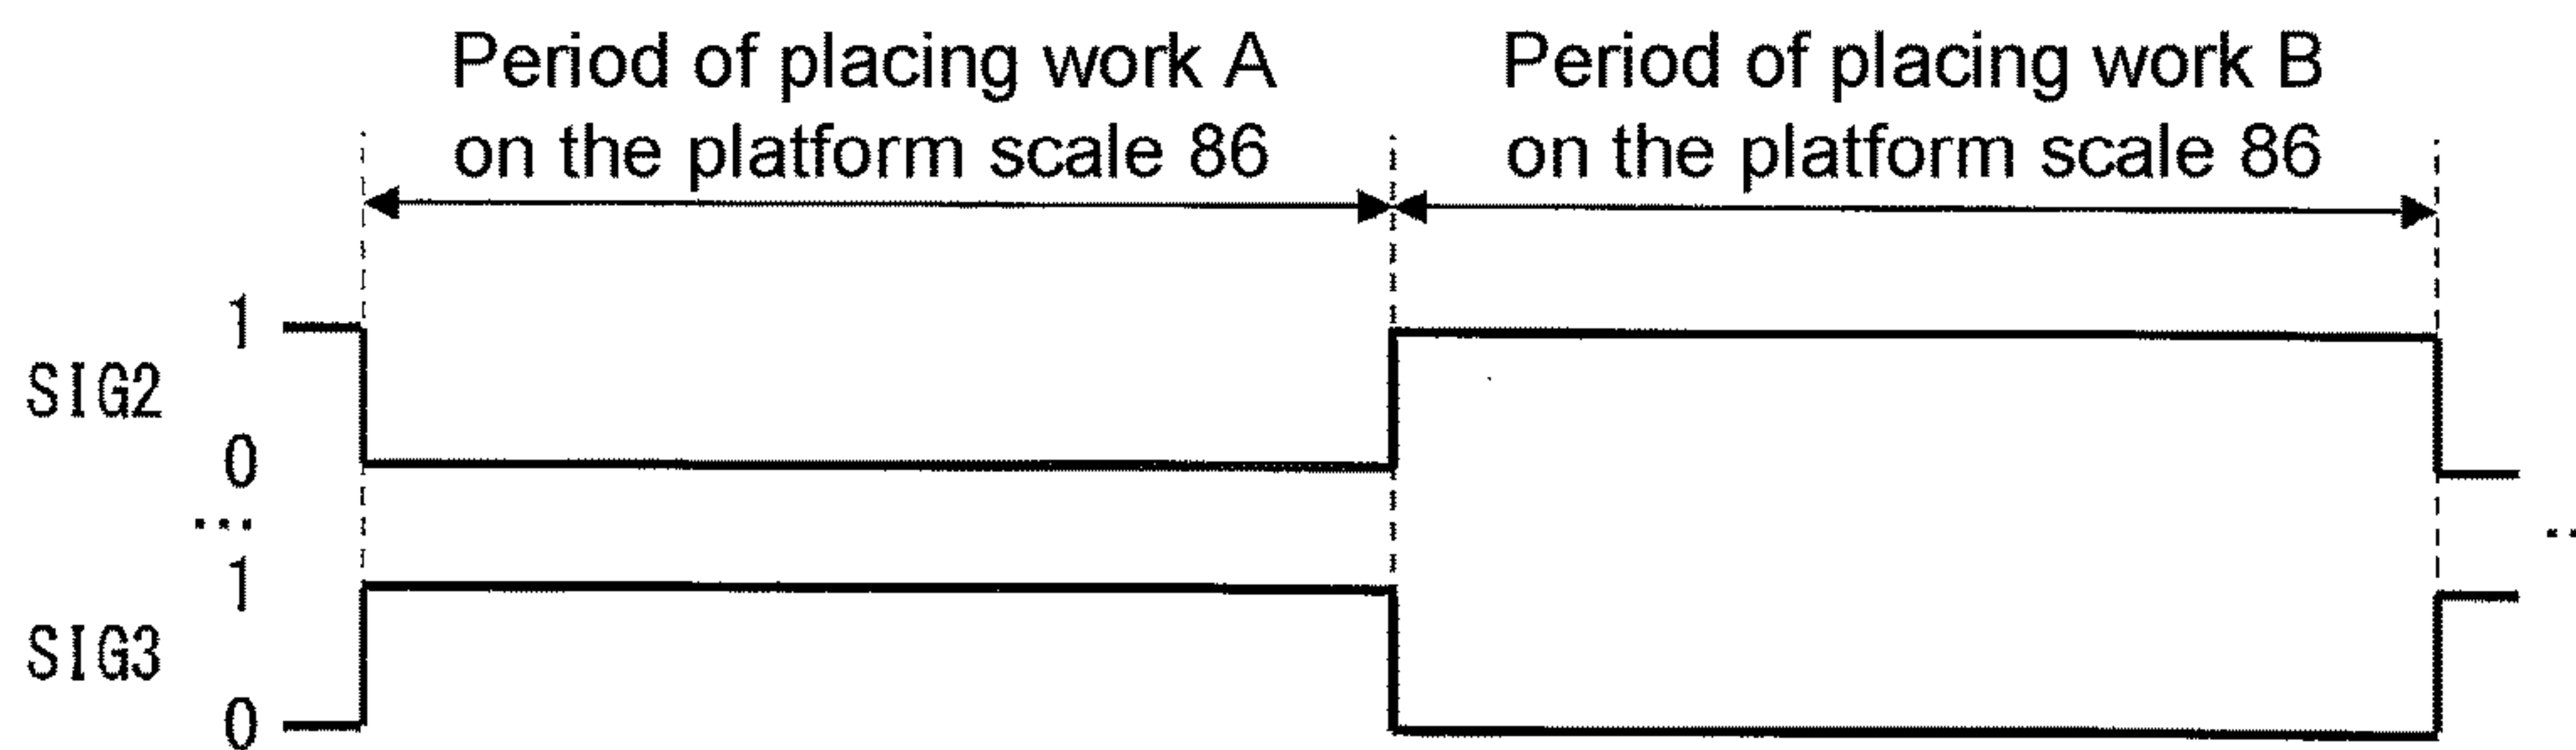 Period of placing work A
on the platform scale 86
Period of placing work B
on the platform scale 86
1
SIG2
0
...
..
1
SIG3
0